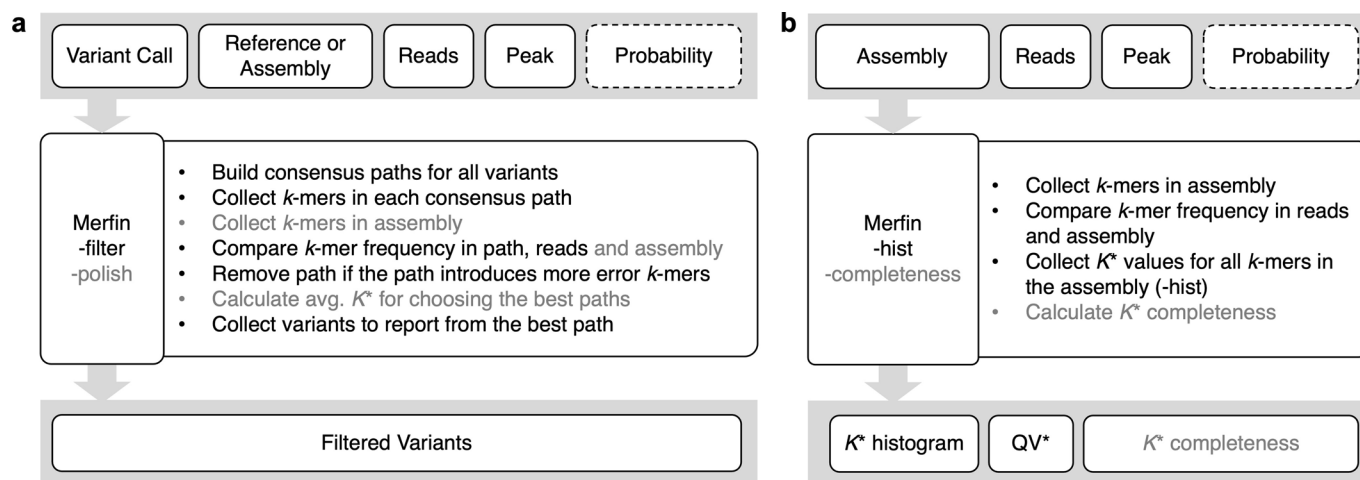 a
Variant Call
Reference or
Assembly
Reads
Peak
Probability
Merfin
-filter
-polish
• Build consensus paths for all variants
• Collect k-mers in each consensus path
• Collect k-mers in assembly
• Compare k-mer frequency in path, reads and assembly
• Remove path if the path introduces more error k-mers
• Calculate avg. K* for choosing the best paths
• Collect variants to report from the best path
Filtered Variants
b
Assembly
Reads
Peak
Probability
Merfin
-hist
-completeness
• Collect k-mers in assembly
• Compare k-mer frequency in reads
and assembly
• Collect K* values for all k-mers in
the assembly (-hist)
• Calculate K* completeness
K* histogram
QV*
K* completeness